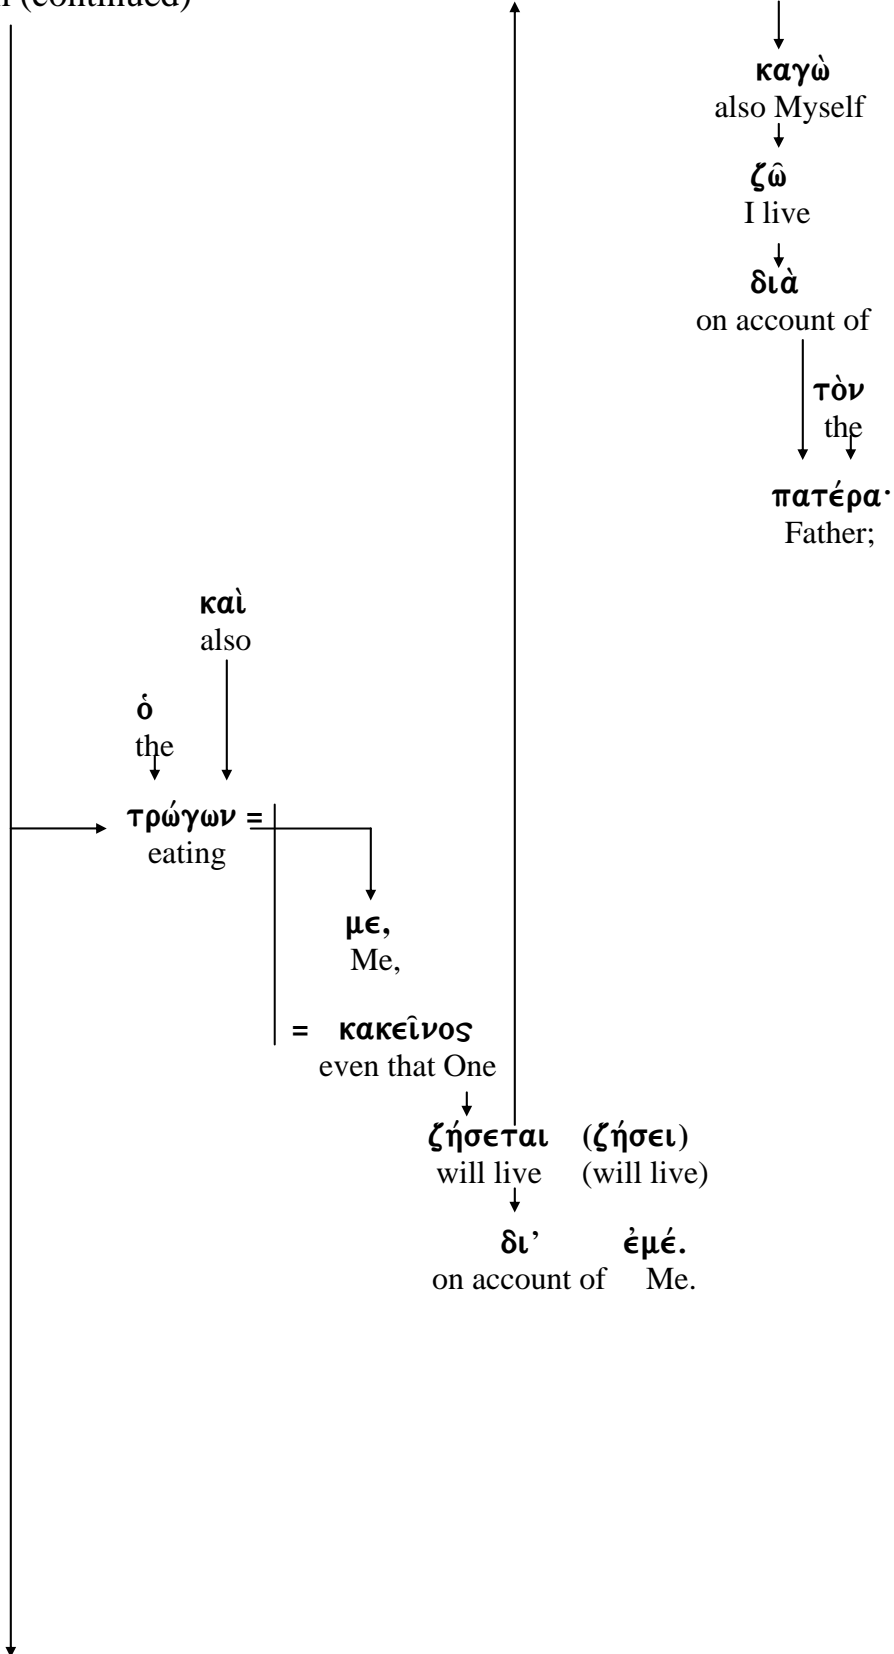 (continued)
καγὼ
also Myself
ζῶ
I live
διὰ
on account of
τὸν
the
πατέρα·
Father;
καὶ
also
ὁ
the
τρώγων =
eating
με,
Me,
= κακεῖνος
even that One
ζήσεται (ζήσει)
will live (will live)
δι’ ἐμέ.
on account of Me.